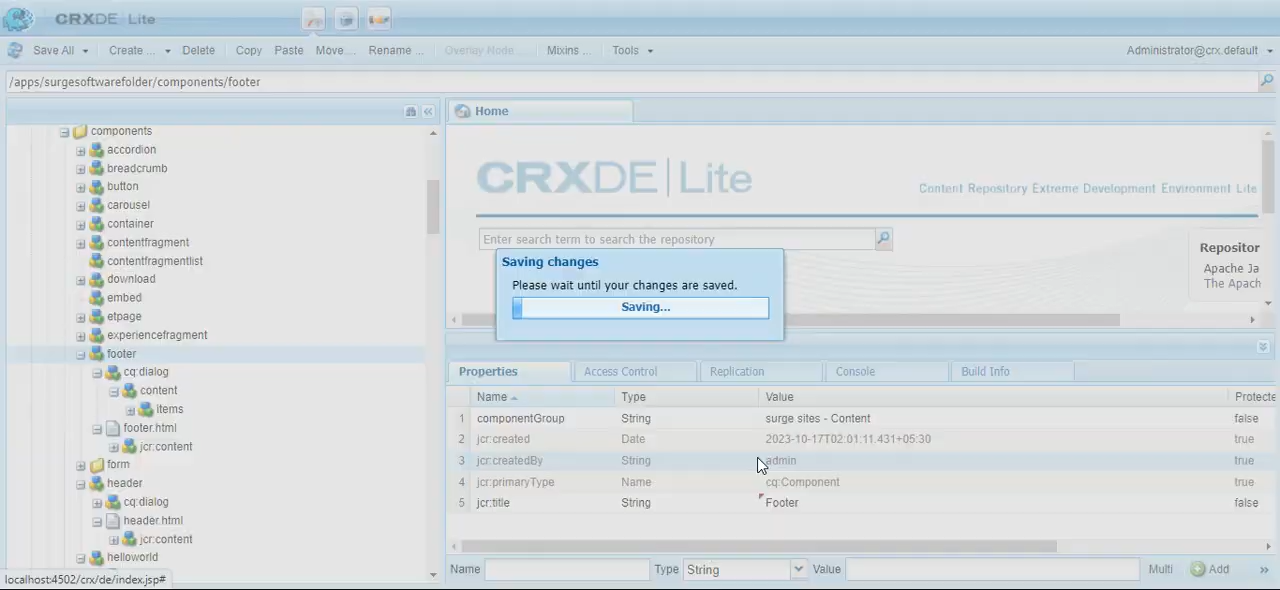 CRXDE Lite
Save All Create ... Delete Copy Paste Move... Rename ... Overlay Node... Mixins ... Tools Administrator@crx.default
/apps/surgesoftwarefolder/components/footer
Home
components
accordion
breadcrumb
button
carousel
container
contentfragment
contentfragmentlist
download
embed
etpage
experiencefragment
footer
cq:dialog
content
items
footer.html
jcr:content
form
header
cq:dialog
header.html
jcr:content
helloworld
localhost:4502/crx/de/index.jsp#
CRXDE Lite
Content Repository Extreme Development Environment Lite
Enter search term to search the repository
Repositor
Apache Ja
The Apach
Saving changes
Please wait until your changes are saved.
Saving...
Properties Access Control Replication Console Build Info
Name Type Value Protecte
1 componentGroup String surge sites - Content false
2 jcr:created Date 2023-10-17T02:01:11.431+05:30 true
3 jcr:createdBy String admin true
4 jcr:primaryType Name cq:Component true
5 jcr:title String Footer false
Name Type String Value Multi Add »